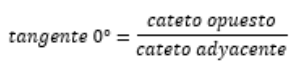 tangente 0° = cateto opuesto / cateto adyacente